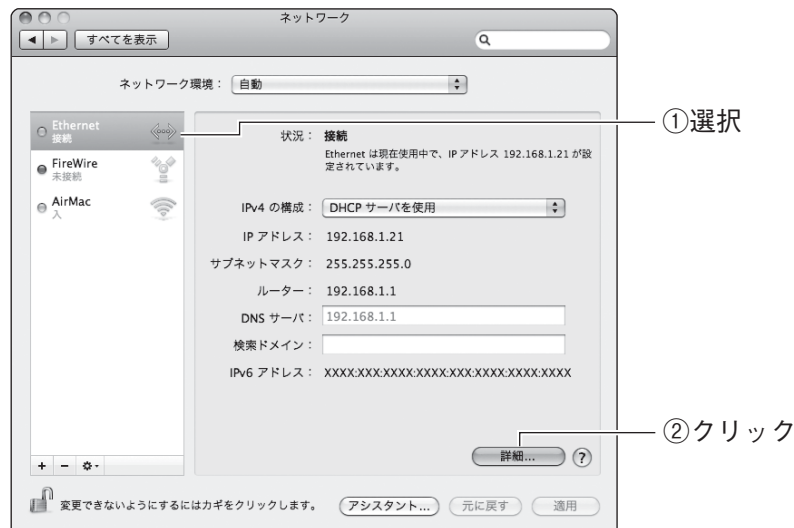 ネットワーク
すべてを表示
ネットワーク環境： 自動
Ethernet
接続
FireWire
未接続
AirMac
入
状況： 接続
Ethernet は現在使用中で、IP アドレス 192.168.1.21 が設
定されています。
IPv4 の構成： DHCP サーバを使用
IP アドレス： 192.168.1.21
サブネットマスク： 255.255.255.0
ルーター： 192.168.1.1
DNS サーバ： 192.168.1.1
検索ドメイン：
IPv6 アドレス： XXXX:XXX:XXXX:XXXX:XXX:XXXX:XXXX:XXXX
詳細... ?
+ −
変更できないようにするにはカギをクリックします。 アシスタント... 元に戻す 適用
①選択
②クリック